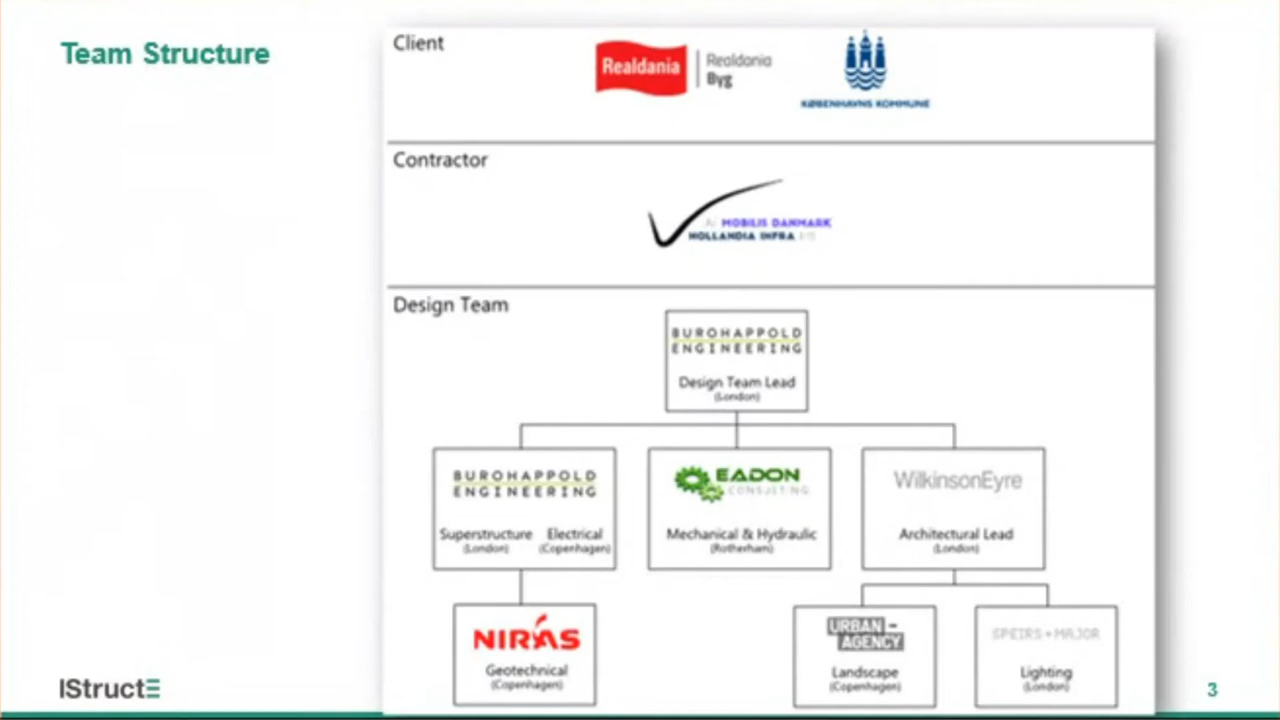 Team Structure
Client
Realdania
Realdania
Byg
KØBENHAVNS KOMMUNE
Contractor
MOBILIS DANMARK
HOLLANDIA INFRA
Design Team
BUROHAPPOLD
ENGINEERING
Design Team Lead
(London)
BUROHAPPOLD
ENGINEERING
Superstructure Electrical
(London) (Copenhagen)
EADON
CONSULTING
Mechanical & Hydraulic
(Rotherham)
WilkinsonEyre
Architectural Lead
(London)
NIRAS
Geotechnical
(Copenhagen)
URBAN –
AGENCY
Landscape
(Copenhagen)
SPEIRS + MAJOR
Lighting
(London)
IStructE
3